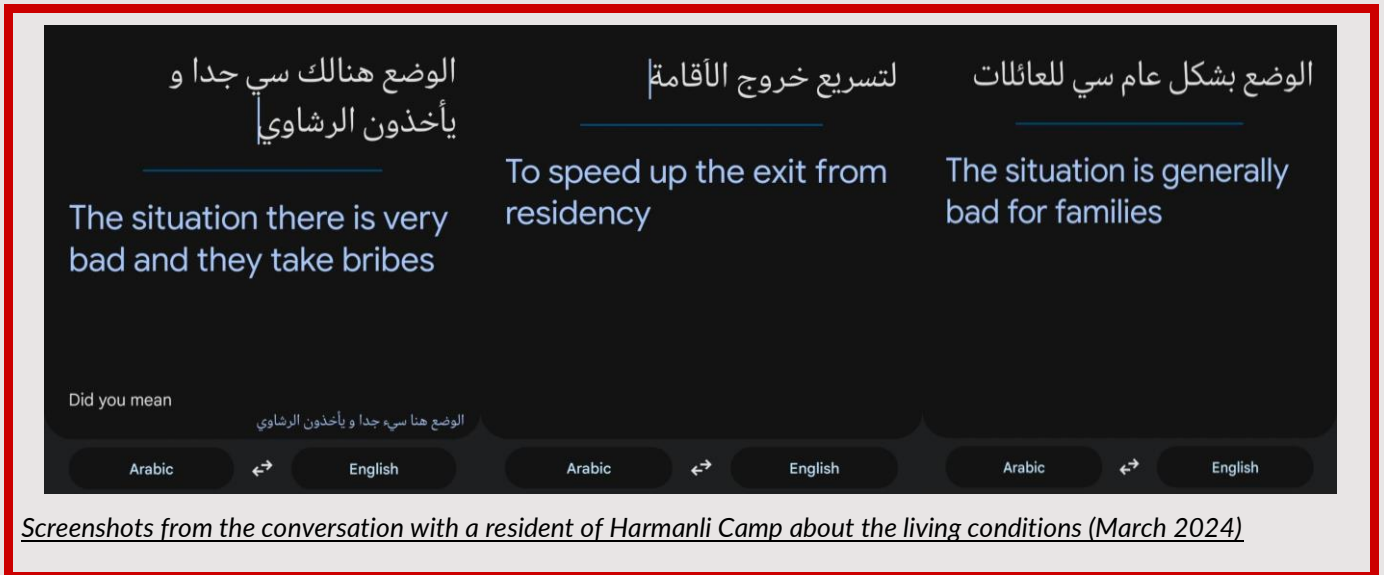 الوضع هنالك سي جدا و
يأخذون الرشاوي
The situation there is very
bad and they take bribes
Did you mean
الوضع هنا سيء جدا و يأخذون الرشاوي
Arabic
English
لتسريع خروج الأقامة
To speed up the exit from
residency
Arabic
English
الوضع بشكل عام سي للعائلات
The situation is generally
bad for families
Arabic
English
Screenshots from the conversation with a resident of Harmanli Camp about the living conditions (March 2024)